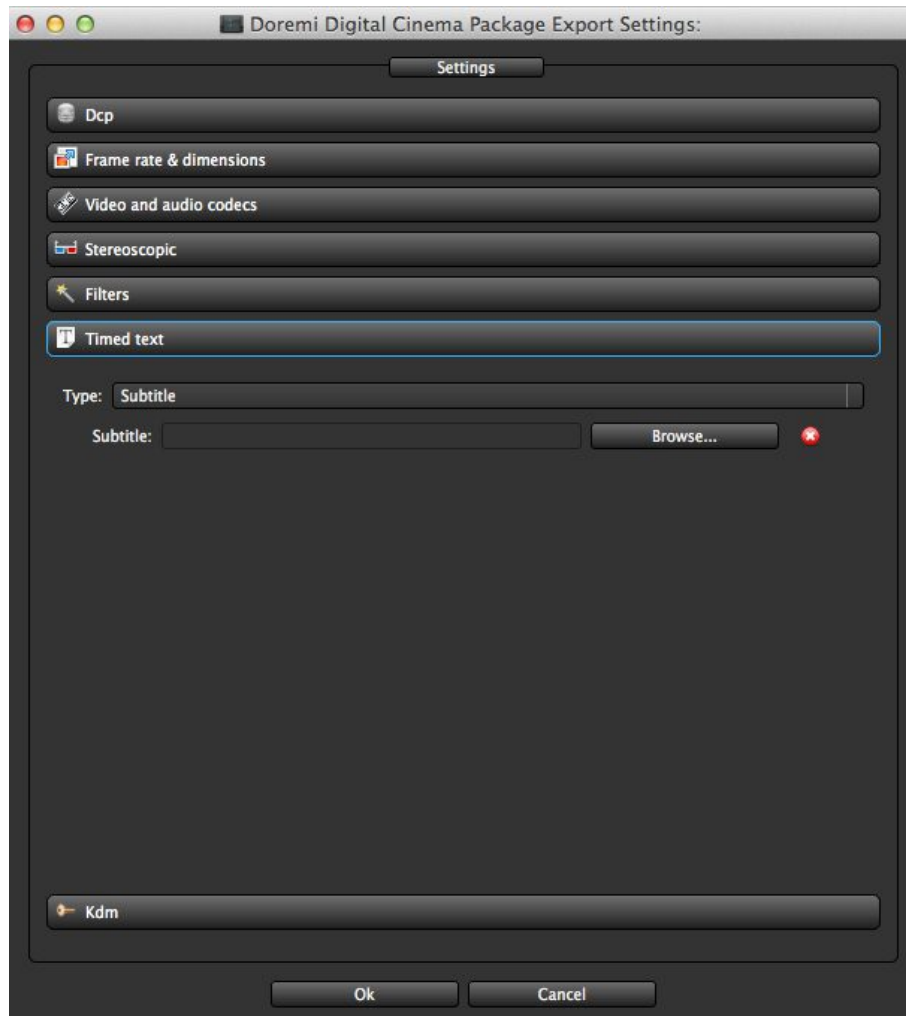 Doremi Digital Cinema Package Export Settings:
Settings
Dcp
Frame rate & dimensions
Video and audio codecs
Stereoscopic
Filters
Timed text
Type: Subtitle
Subtitle: Browse...
Kdm
Ok Cancel